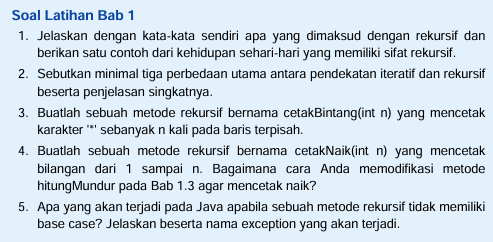 Soal Latihan Bab 1
1. Jelaskan dengan kata-kata sendiri apa yang dimaksud dengan rekursif dan
berikan satu contoh dari kehidupan sehari-hari yang memiliki sifat rekursif.
2. Sebutkan minimal tiga perbedaan utama antara pendekatan iteratif dan rekursif
beserta penjelasan singkatnya.
3. Buatlah sebuah metode rekursif bernama cetakBintang(int n) yang mencetak
karakter '*' sebanyak n kali pada baris terpisah.
4. Buatlah sebuah metode rekursif bernama cetakNaik(int n) yang mencetak
bilangan dari 1 sampai n. Bagaimana cara Anda memodifikasi metode
hitungMundur pada Bab 1.3 agar mencetak naik?
5. Apa yang akan terjadi pada Java apabila sebuah metode rekursif tidak memiliki
base case? Jelaskan beserta nama exception yang akan terjadi.